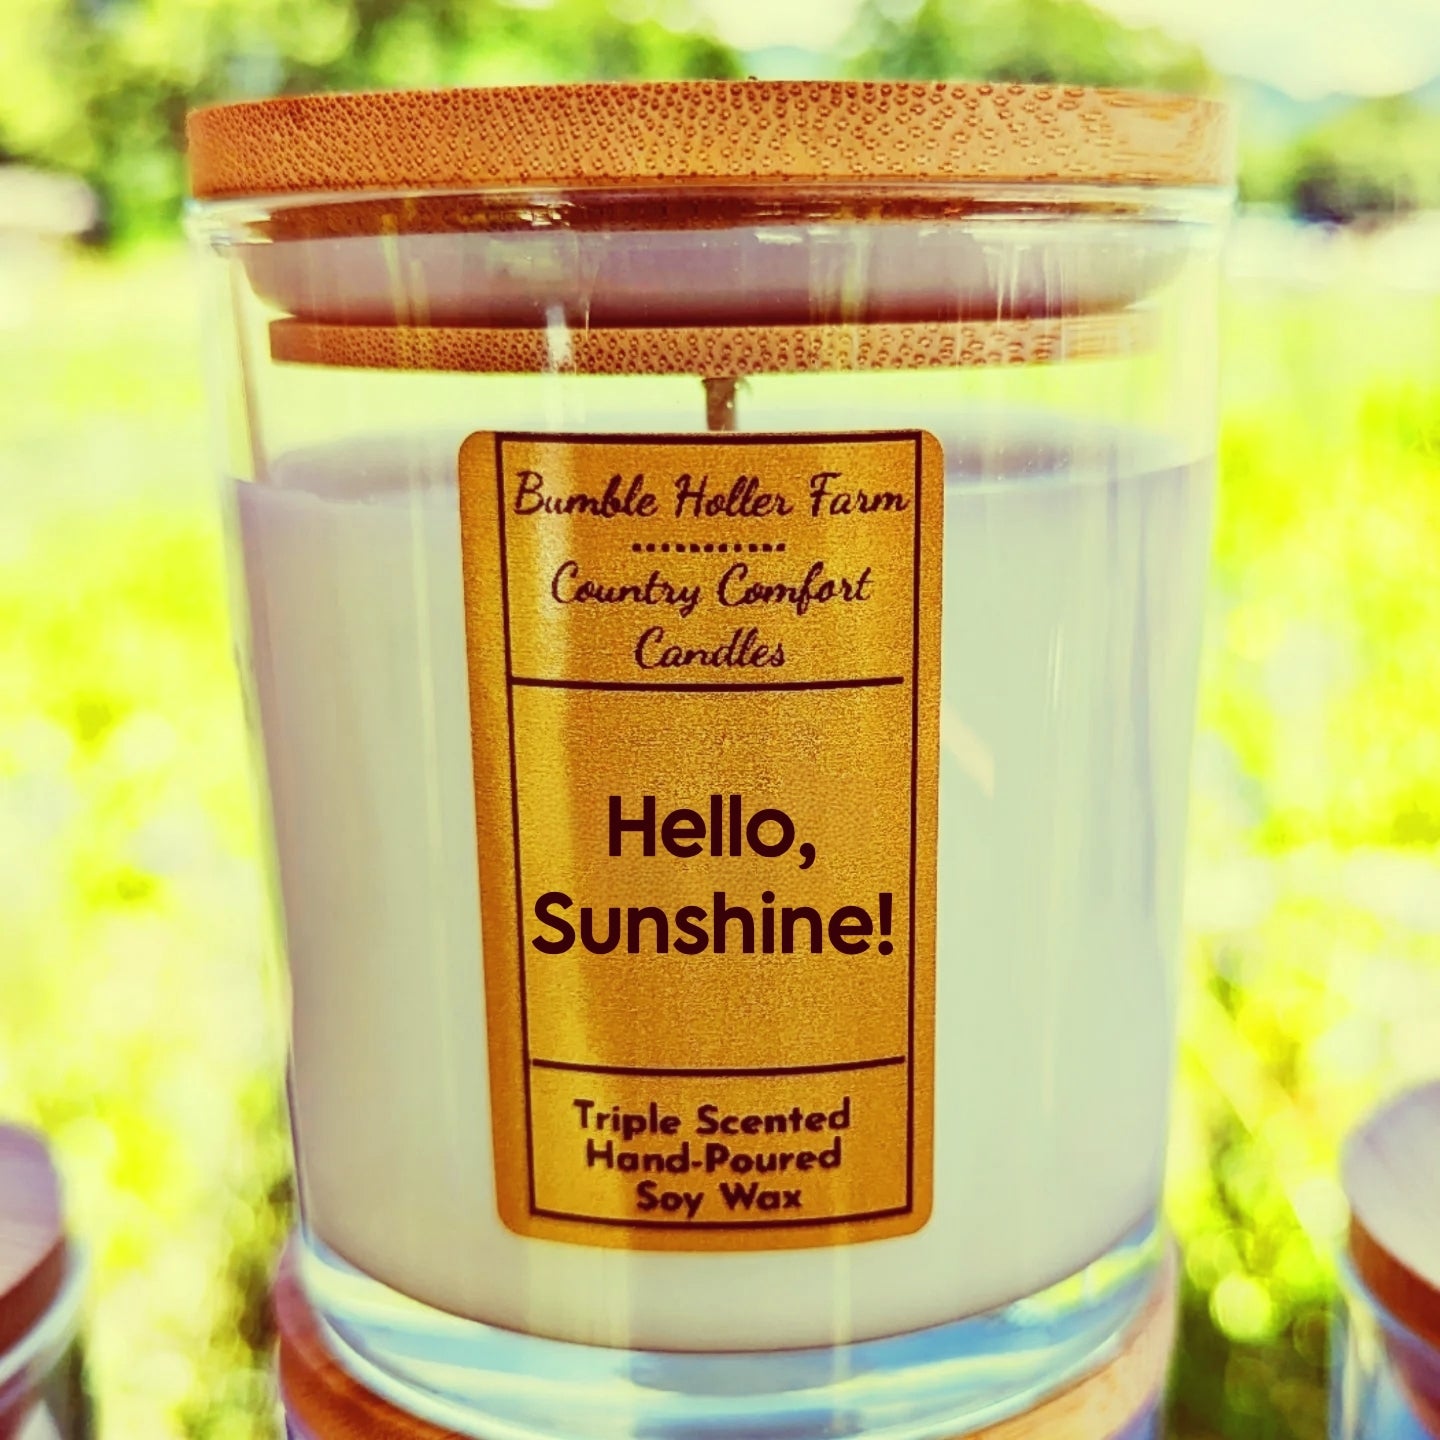 Bumble Holler Farm
Country Comfort
Candles
Hello,
Sunshine!
Triple Scented
Hand-Poured
Soy Wax